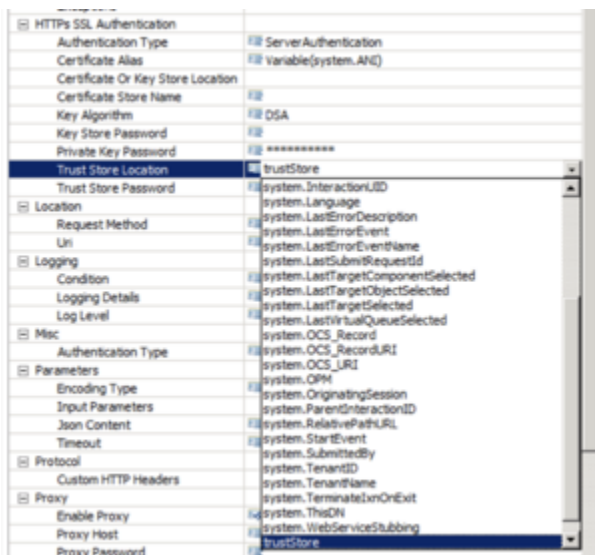 HTTPs SSL Authentication
Authentication Type ServerAuthentication
Certificate Alias Variable(system.ANI)
Certificate Or Key Store Location
Certificate Store Name
Key Algorithm DSA
Key Store Password
Private Key Password **********
Trust Store Location trustStore
Trust Store Password
Location
Request Method
Uri
Logging
Condition
Logging Details
Log Level
Misc
Authentication Type
Parameters
Encoding Type
Input Parameters
Json Content
Timeout
Protocol
Custom HTTP Headers
Proxy
Enable Proxy
Proxy Host
Proxy Password
system.InteractionUID
system.Language
system.LastErrorDescription
system.LastErrorEvent
system.LastErrorEventName
system.LastSubmitRequestId
system.LastTargetComponentSelected
system.LastTargetObjectSelected
system.LastTargetSelected
system.LastVirtualQueueSelected
system.OCS_Record
system.OCS_RecordURI
system.OCS_URI
system.OPM
system.OriginatingSession
system.ParentInteractionID
system.RelativePathURL
system.StartEvent
system.SubmittedBy
system.TenantID
system.TenantName
system.TerminateIxnOnExit
system.ThisDN
system.WebServiceStubbing
trustStore